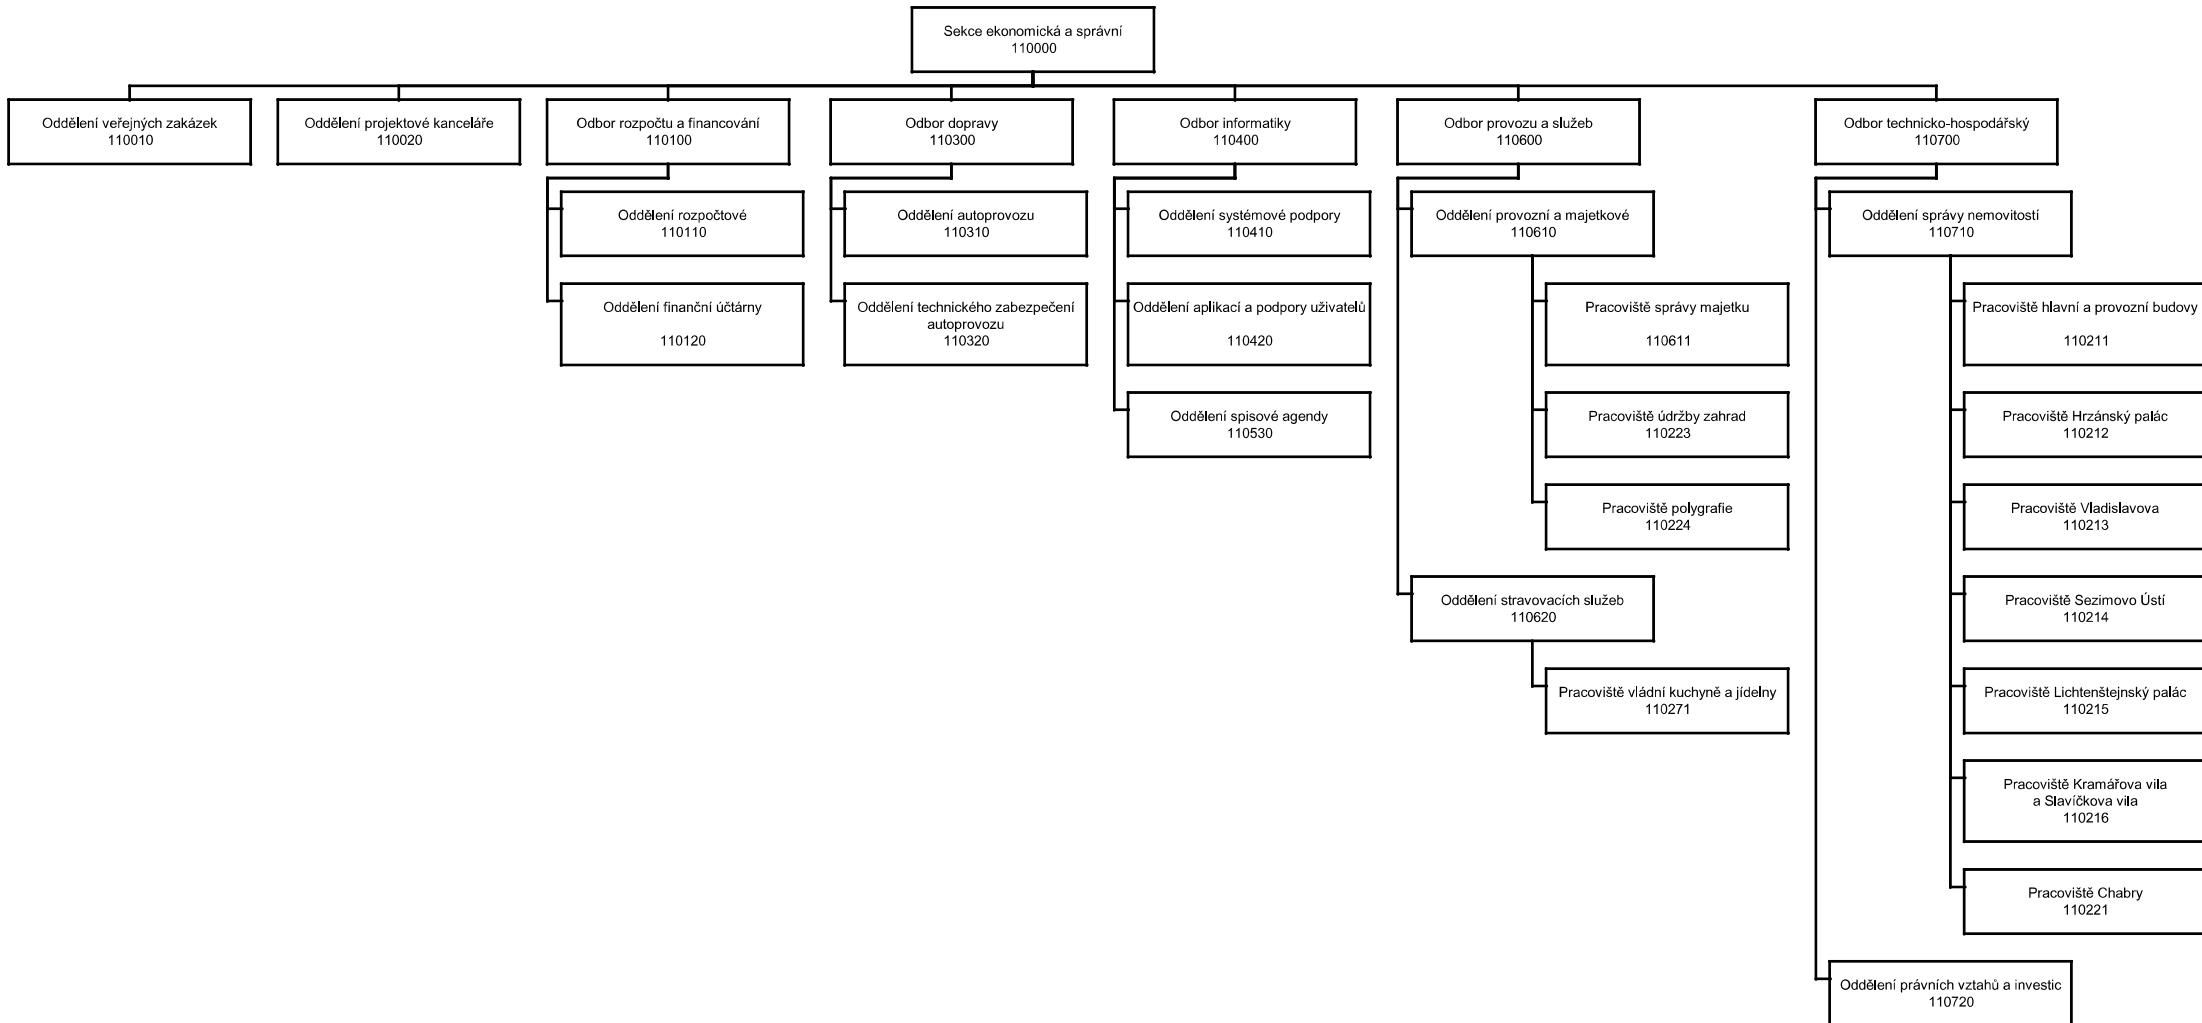 Sekce ekonomická a správní
110000
Oddělení veřejných zakázek
110010
Oddělení projektové kanceláře
110020
Odbor rozpočtu a financování
110100
Odbor dopravy
110300
Odbor informatiky
110400
Odbor provozu a služeb
110600
Odbor technicko-hospodářský
110700
Oddělení rozpočtové
110110
Oddělení finanční účtárny
110120
Oddělení autoprovozu
110310
Oddělení technického zabezpečení
autoprovozu
110320
Oddělení systémové podpory
110410
Oddělení aplikací a podpory uživatelů
110420
Oddělení spisové agendy
110530
Oddělení provozní a majetkové
110610
Pracoviště správy majetku
110611
Pracoviště údržby zahrad
110223
Pracoviště polygrafie
110224
Oddělení stravovacích služeb
110620
Pracoviště vládní kuchyně a jídelny
110271
Oddělení správy nemovitostí
110710
Pracoviště hlavní a provozní budovy
110211
Pracoviště Hrzánský palác
110212
Pracoviště Vladislavova
110213
Pracoviště Sezimovo Ústí
110214
Pracoviště Lichtenštejnský palác
110215
Pracoviště Kramářova vila
a Slavíčkova vila
110216
Pracoviště Chabry
110221
Oddělení právních vztahů a investic
110720